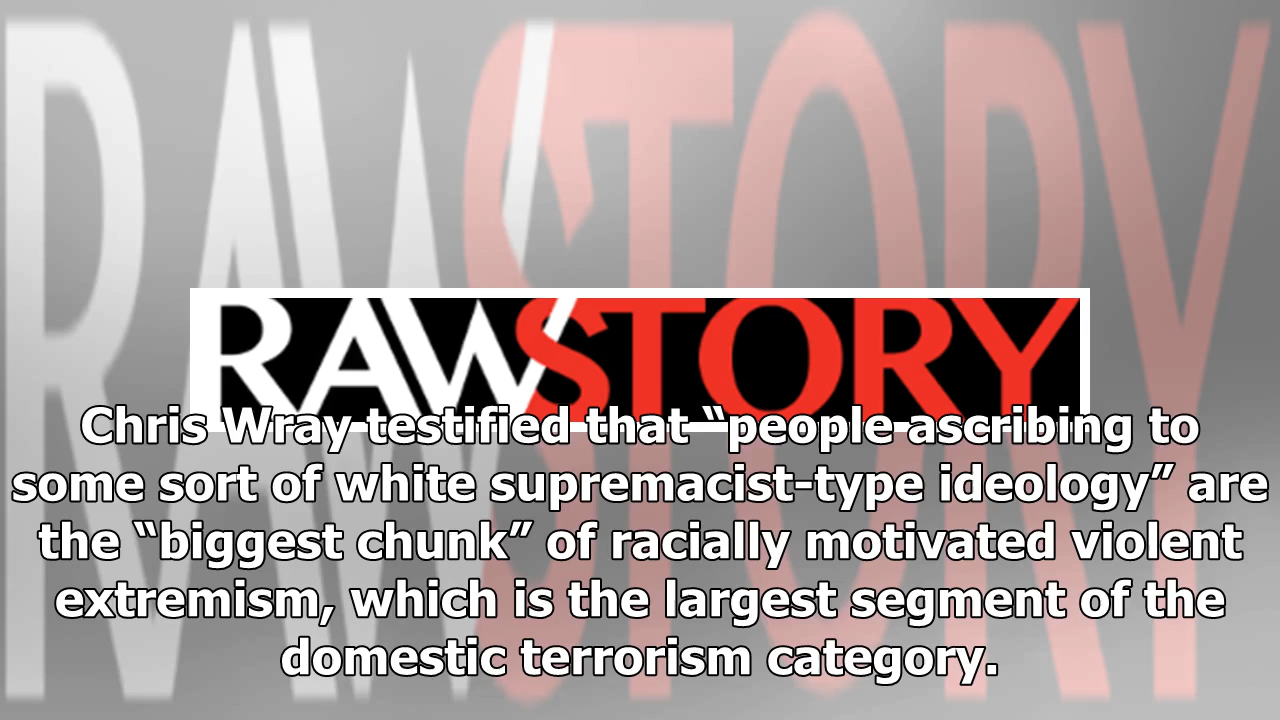 RAWSTORY
RAWSTORY
Chris Wray testified that “people ascribing to
some sort of white supremacist-type ideology” are
the “biggest chunk” of racially motivated violent
extremism, which is the largest segment of the
domestic terrorism category.